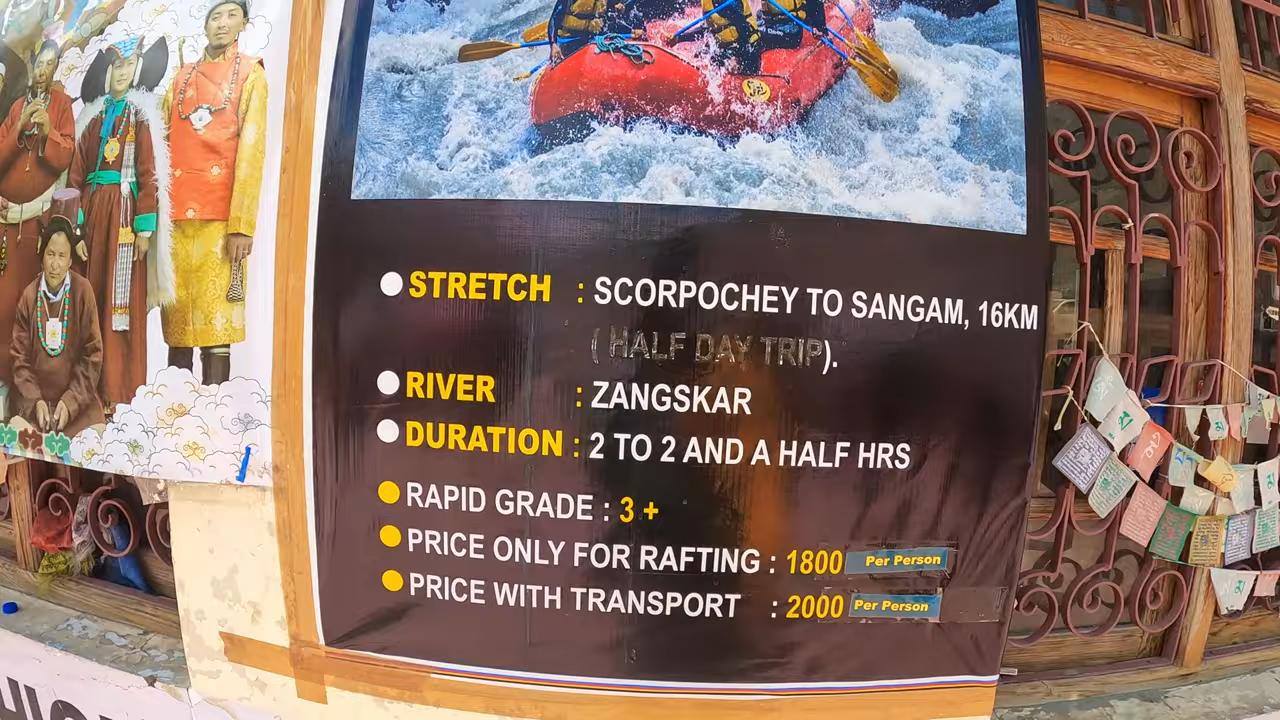 STRETCH : SCORPOCHEY TO SANGAM, 16KM
( HALF DAY TRIP).
RIVER : ZANGSKAR
DURATION : 2 TO 2 AND A HALF HRS
RAPID GRADE : 3 +
PRICE ONLY FOR RAFTING : 1800 Per Person
PRICE WITH TRANSPORT : 2000 Per Person